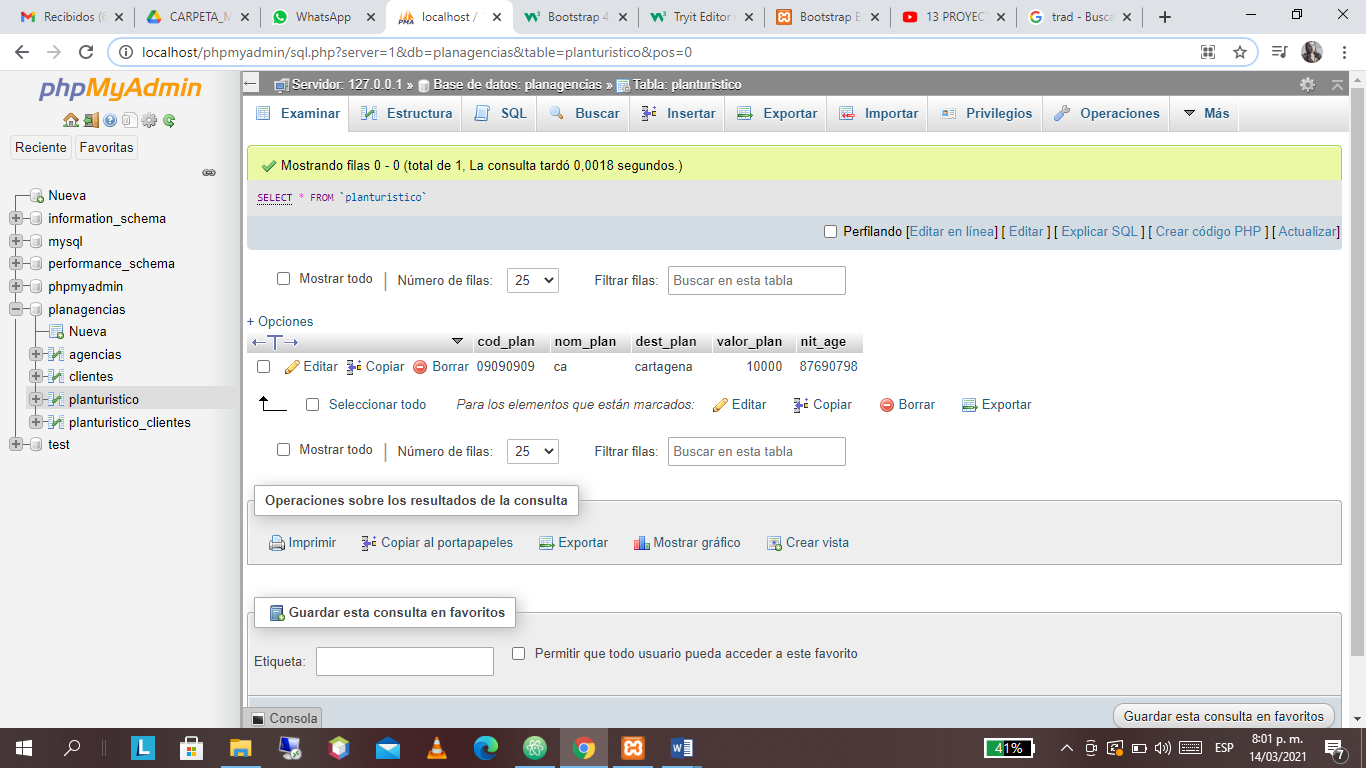 Recibidos (6
CARPETA_M
WhatsApp
localhost /
Bootstrap 4
Tryit Editor
Bootstrap E
13 PROYEC
trad - Busca
localhost/phpmyadmin/sql.php?server=1&db=planagencias&table=planturistico&pos=0
phpMyAdmin
Reciente
Favoritas
Nueva
information_schema
mysql
performance_schema
phpmyadmin
planagencias
Nueva
agencias
clientes
planturistico
planturistico_clientes
test
Servidor: 127.0.0.1 » Base de datos: planagencias » Tabla: planturistico
Examinar Estructura SQL Buscar Insertar Exportar Importar Privilegios Operaciones Más
Mostrando filas 0 - 0 (total de 1, La consulta tardó 0,0018 segundos.)
SELECT * FROM `planturistico`
Perfilando [Editar en línea] [ Editar ] [ Explicar SQL ] [ Crear código PHP ] [ Actualizar]
Mostrar todo | Número de filas: 25 Filtrar filas: Buscar en esta tabla
+ Opciones
cod_plan nom_plan dest_plan valor_plan nit_age
Editar Copiar Borrar 09090909 ca cartagena 10000 87690798
Seleccionar todo Para los elementos que están marcados: Editar Copiar Borrar Exportar
Mostrar todo | Número de filas: 25 Filtrar filas: Buscar en esta tabla
Operaciones sobre los resultados de la consulta
Imprimir Copiar al portapapeles Exportar Mostrar gráfico Crear vista
Guardar esta consulta en favoritos
Etiqueta: Permitir que todo usuario pueda acceder a este favorito
Consola
Guardar esta consulta en favoritos
41%
ESP
8:01 p. m.
14/03/2021
7